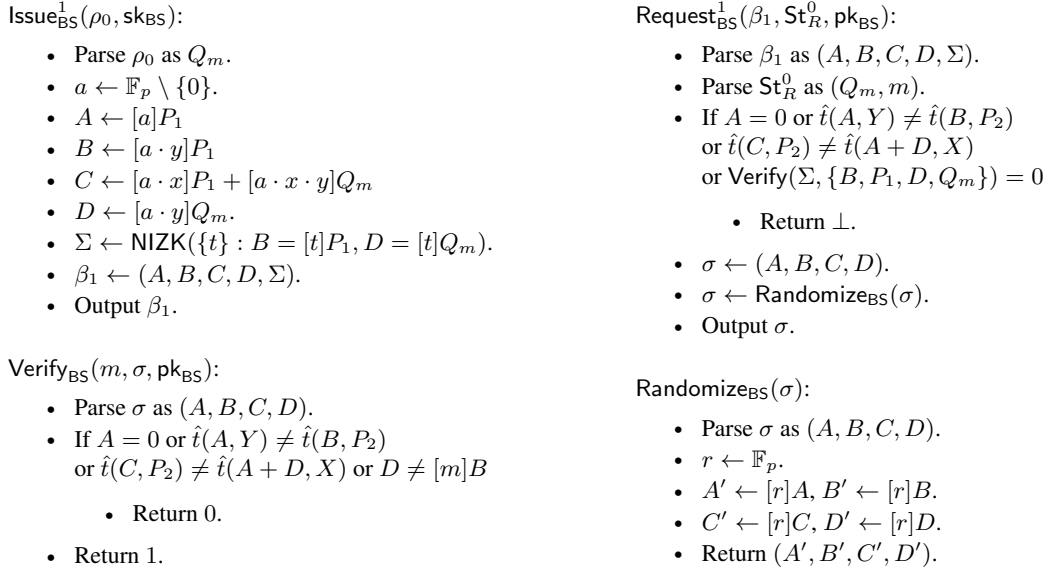 Issue¹_BS(ρ₀, sk_BS):
• Parse ρ₀ as Q_m.
• a ← 𝔽_p \ {0}.
• A ← [a]P₁
• B ← [a · y]P₁
• C ← [a · x]P₁ + [a · x · y]Q_m
• D ← [a · y]Q_m.
• Σ ← NIZK({t} : B = [t]P₁, D = [t]Q_m).
• β₁ ← (A, B, C, D, Σ).
• Output β₁.
Verify_BS(m, σ, pk_BS):
• Parse σ as (A, B, C, D).
• If A = 0 or t̂(A, Y) ≠ t̂(B, P₂)
or t̂(C, P₂) ≠ t̂(A + D, X) or D ≠ [m]B
• Return 0.
• Return 1.
Request¹_BS(β₁, St⁰_R, pk_BS):
• Parse β₁ as (A, B, C, D, Σ).
• Parse St⁰_R as (Q_m, m).
• If A = 0 or t̂(A, Y) ≠ t̂(B, P₂)
or t̂(C, P₂) ≠ t̂(A + D, X)
or Verify(Σ, {B, P₁, D, Q_m}) = 0
• Return ⊥.
• σ ← (A, B, C, D).
• σ ← Randomize_BS(σ).
• Output σ.
Randomize_BS(σ):
• Parse σ as (A, B, C, D).
• r ← 𝔽_p.
• A′ ← [r]A, B′ ← [r]B.
• C′ ← [r]C, D′ ← [r]D.
• Return (A′, B′, C′, D′).